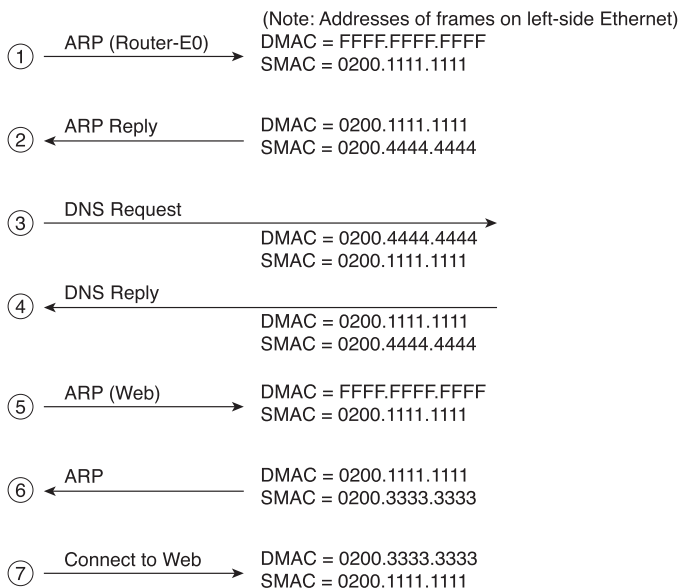 (Note: Addresses of frames on left-side Ethernet)
① ARP (Router-E0)
DMAC = FFFF.FFFF.FFFF
SMAC = 0200.1111.1111
② ARP Reply
DMAC = 0200.1111.1111
SMAC = 0200.4444.4444
③ DNS Request
DMAC = 0200.4444.4444
SMAC = 0200.1111.1111
④ DNS Reply
DMAC = 0200.1111.1111
SMAC = 0200.4444.4444
⑤ ARP (Web)
DMAC = FFFF.FFFF.FFFF
SMAC = 0200.1111.1111
⑥ ARP
DMAC = 0200.1111.1111
SMAC = 0200.3333.3333
⑦ Connect to Web
DMAC = 0200.3333.3333
SMAC = 0200.1111.1111